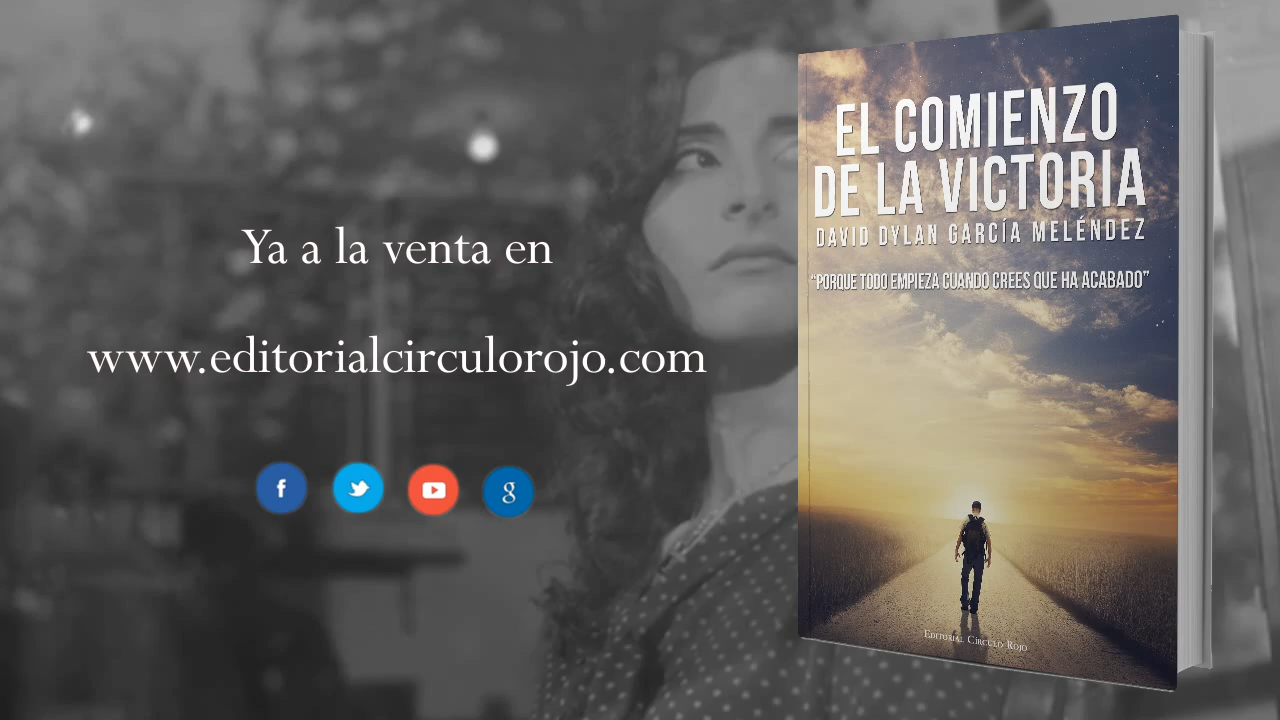 Ya a la venta en
www.editorialcirculorojo.com
f
g
EL COMIENZO
DE LA VICTORIA
DAVID DYLAN GARCÍA MELÉNDEZ
“PORQUE TODO EMPIEZA CUANDO CREES QUE HA ACABADO”
EDITORIAL CÍRCULO ROJO